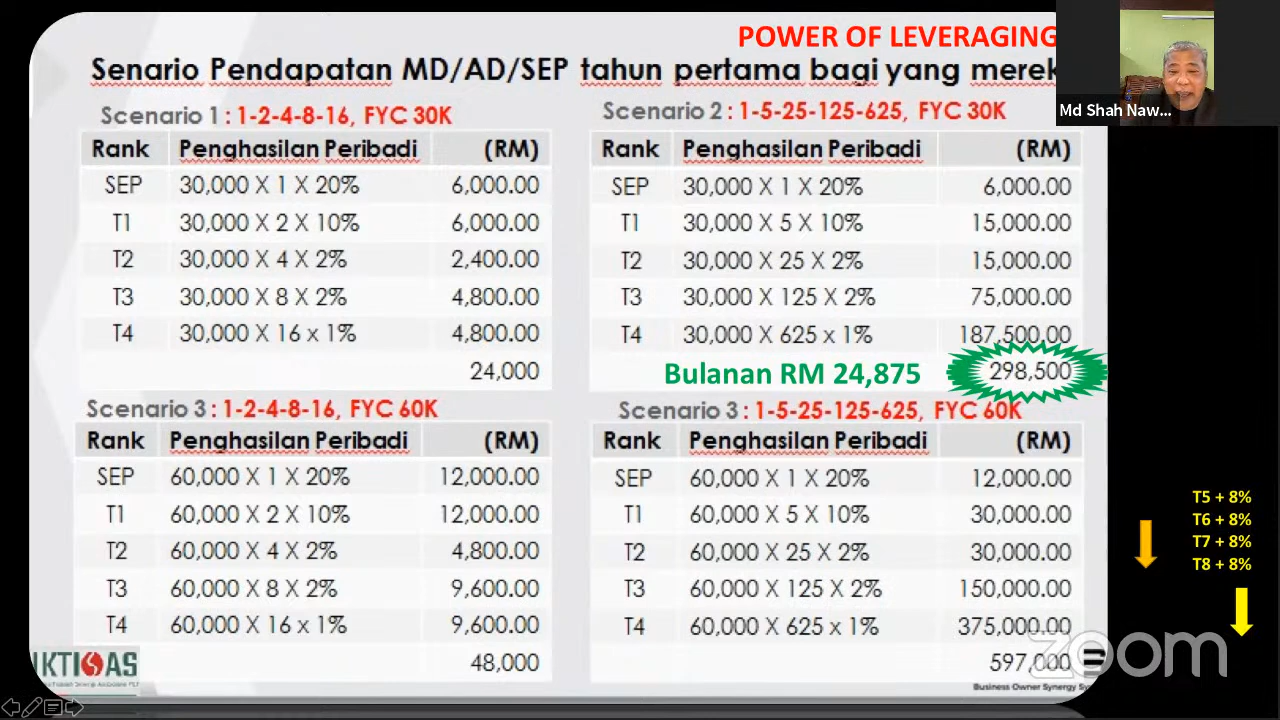 POWER OF LEVERAGING
Senario Pendapatan MD/AD/SEP tahun pertama bagi yang merek
Md Shah Naw...
Scenario 1 : 1-2-4-8-16, FYC 30K
Rank Penghasilan Peribadi (RM)
SEP 30,000 X 1 X 20% 6,000.00
T1 30,000 X 2 X 10% 6,000.00
T2 30,000 X 4 X 2% 2,400.00
T3 30,000 X 8 X 2% 4,800.00
T4 30,000 X 16 x 1% 4,800.00
24,000
Scenario 2 : 1-5-25-125-625, FYC 30K
Rank Penghasilan Peribadi (RM)
SEP 30,000 X 1 X 20% 6,000.00
T1 30,000 X 5 X 10% 15,000.00
T2 30,000 X 25 X 2% 15,000.00
T3 30,000 X 125 X 2% 75,000.00
T4 30,000 X 625 x 1% 187,500.00
Bulanan RM 24,875 298,500
Scenario 3 : 1-2-4-8-16, FYC 60K
Rank Penghasilan Peribadi (RM)
SEP 60,000 X 1 X 20% 12,000.00
T1 60,000 X 2 X 10% 12,000.00
T2 60,000 X 4 X 2% 4,800.00
T3 60,000 X 8 X 2% 9,600.00
T4 60,000 X 16 x 1% 9,600.00
48,000
Scenario 3 : 1-5-25-125-625, FYC 60K
Rank Penghasilan Peribadi (RM)
SEP 60,000 X 1 X 20% 12,000.00
T1 60,000 X 5 X 10% 30,000.00
T2 60,000 X 25 X 2% 30,000.00
T3 60,000 X 125 X 2% 150,000.00
T4 60,000 X 625 x 1% 375,000.00
597,000
T5 + 8%
T6 + 8%
T7 + 8%
T8 + 8%
zoom
Business Owner Synergy Sy